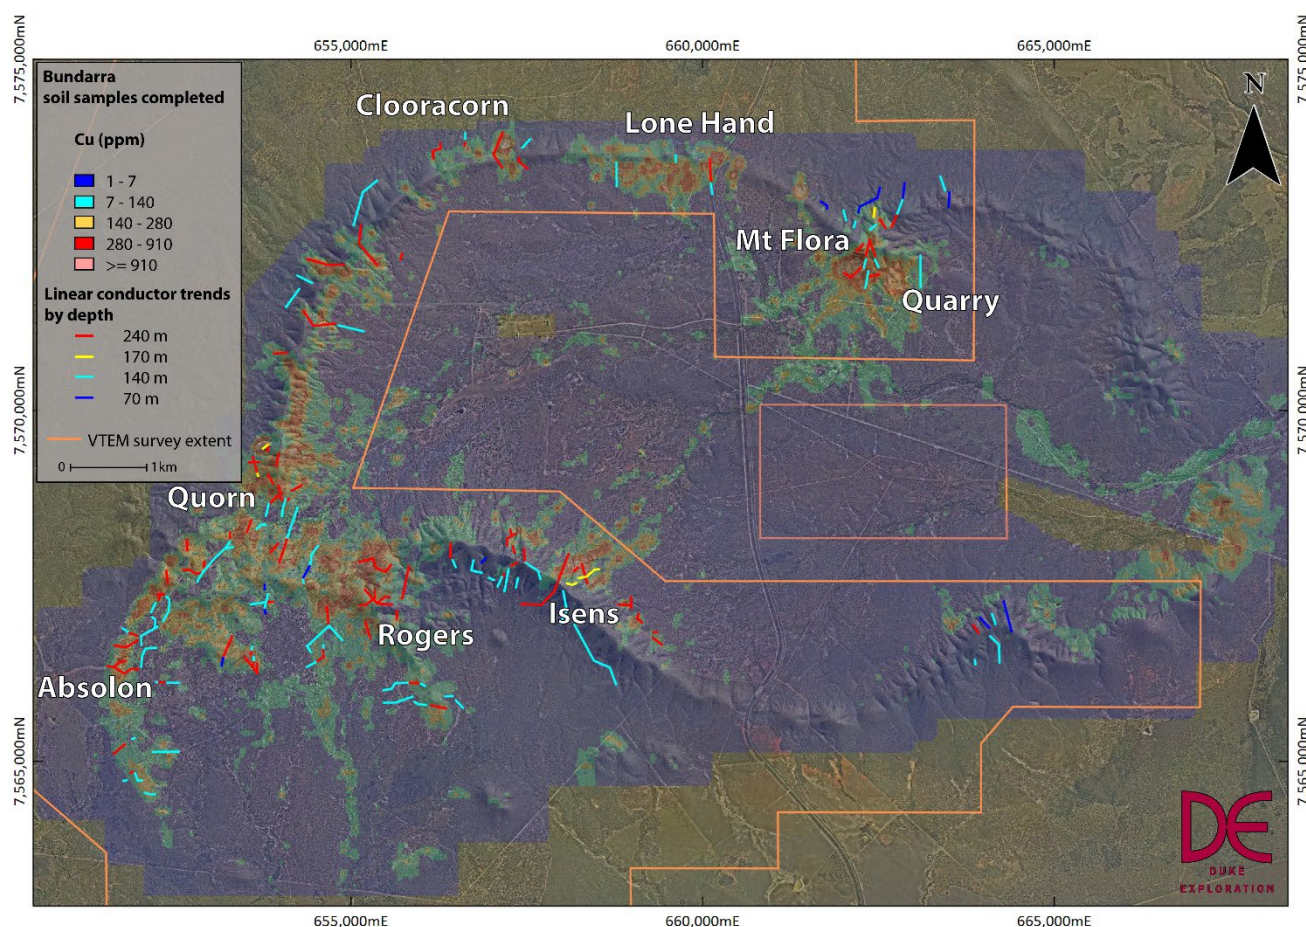 655,000mE
660,000mE
665,000mE
7,575,000mN
7,575,000mN
Bundarra
soil samples completed
Cu (ppm)
1 - 7
7 - 140
140 - 280
280 - 910
>= 910
Linear conductor trends
by depth
240 m
170 m
140 m
70 m
VTEM survey extent
0 1km
N
Clooracorn
Lone Hand
Mt Flora
Quarry
7,570,000mN
7,570,000mN
Quorn
Isens
Rogers
Absolon
7,565,000mN
7,565,000mN
DE
DUKE
EXPLORATION
655,000mE
660,000mE
665,000mE